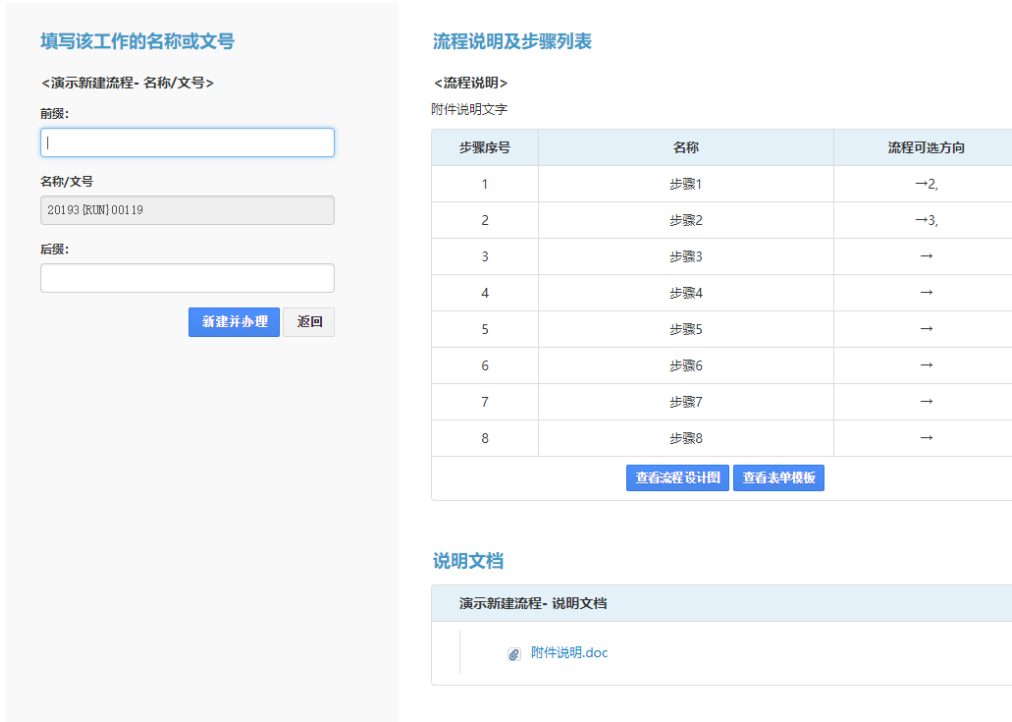 填写该工作的名称或文号
<演示新建流程- 名称/文号>
前缀:
名称/文号
20193{RUN}00119
后缀:
新建并办理 返回
流程说明及步骤列表
<流程说明>
附件说明文字
步骤序号 名称 流程可选方向
1 步骤1 →2,
2 步骤2 →3,
3 步骤3 →
4 步骤4 →
5 步骤5 →
6 步骤6 →
7 步骤7 →
8 步骤8 →
查看流程设计图 查看表单模板
说明文档
演示新建流程- 说明文档
附件说明.doc